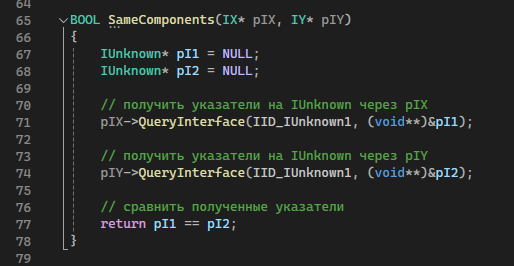 64
65 BOOL SameComponents(IX* pIX, IY* pIY)
66 {
67 IUnknown* pI1 = NULL;
68 IUnknown* pI2 = NULL;
69
70 // получить указатели на IUnknown через pIX
71 pIX->QueryInterface(IID_IUnknown1, (void**)&pI1);
72
73 // получить указатели на IUnknown через pIY
74 pIY->QueryInterface(IID_IUnknown1, (void**)&pI2);
75
76 // сравнить полученные указатели
77 return pI1 == pI2;
78 }
79